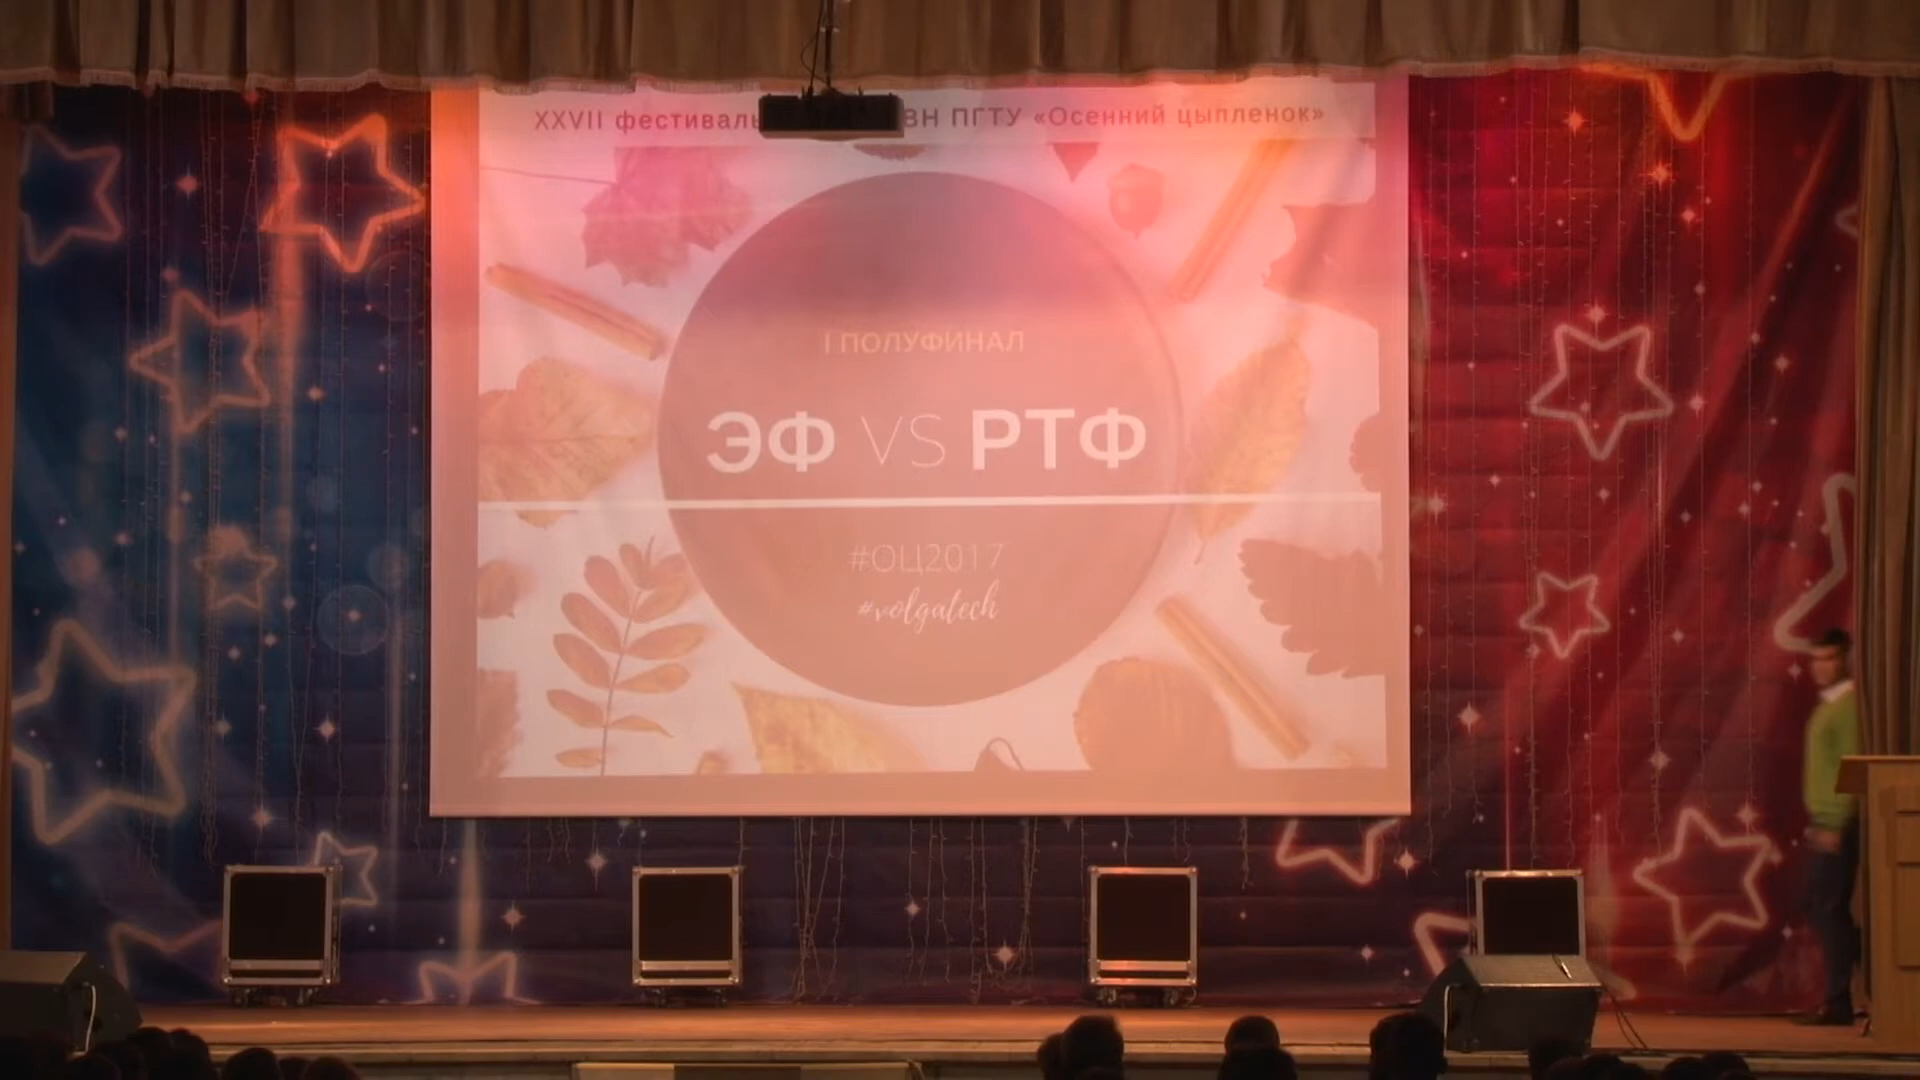 XXVII фестиваль ВН ПГТУ «Осенний цыпленок»
I ПОЛУФИНАЛ
ЭФ VS РТФ
#ОЦ2017
#volgatech